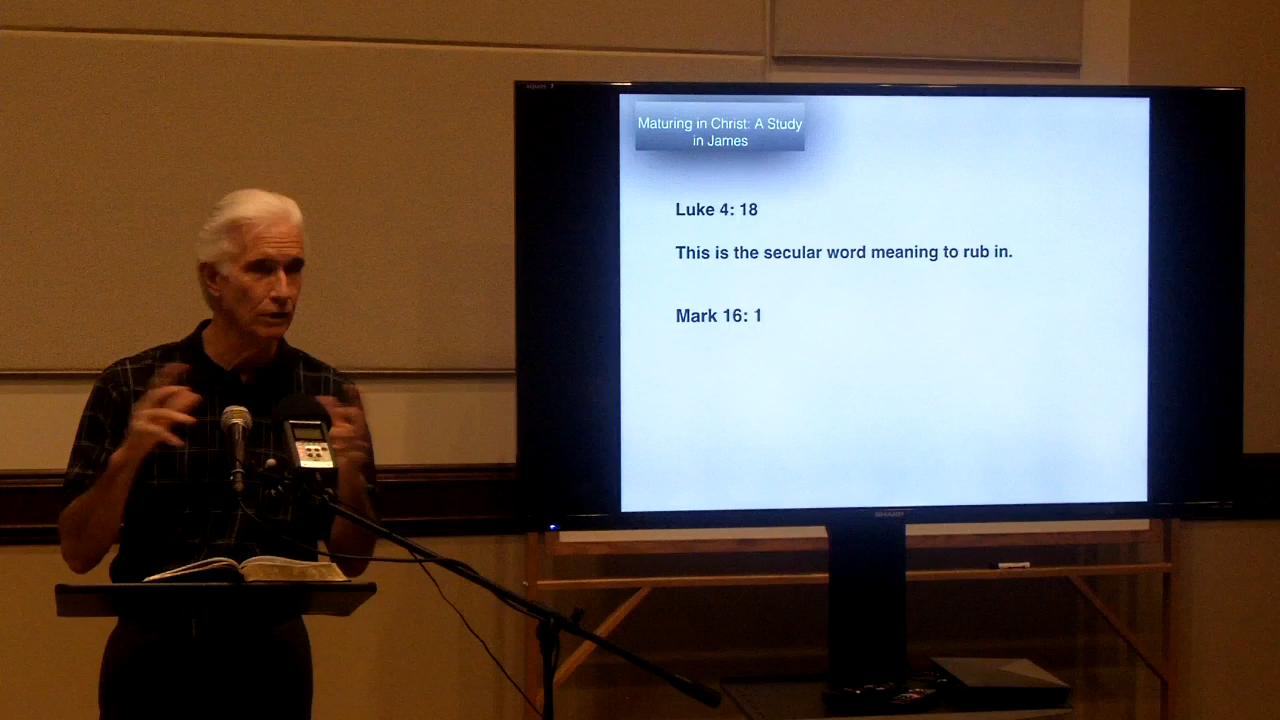 Maturing in Christ: A Study
in James
Luke 4: 18
This is the secular word meaning to rub in.
Mark 16: 1
SHARP